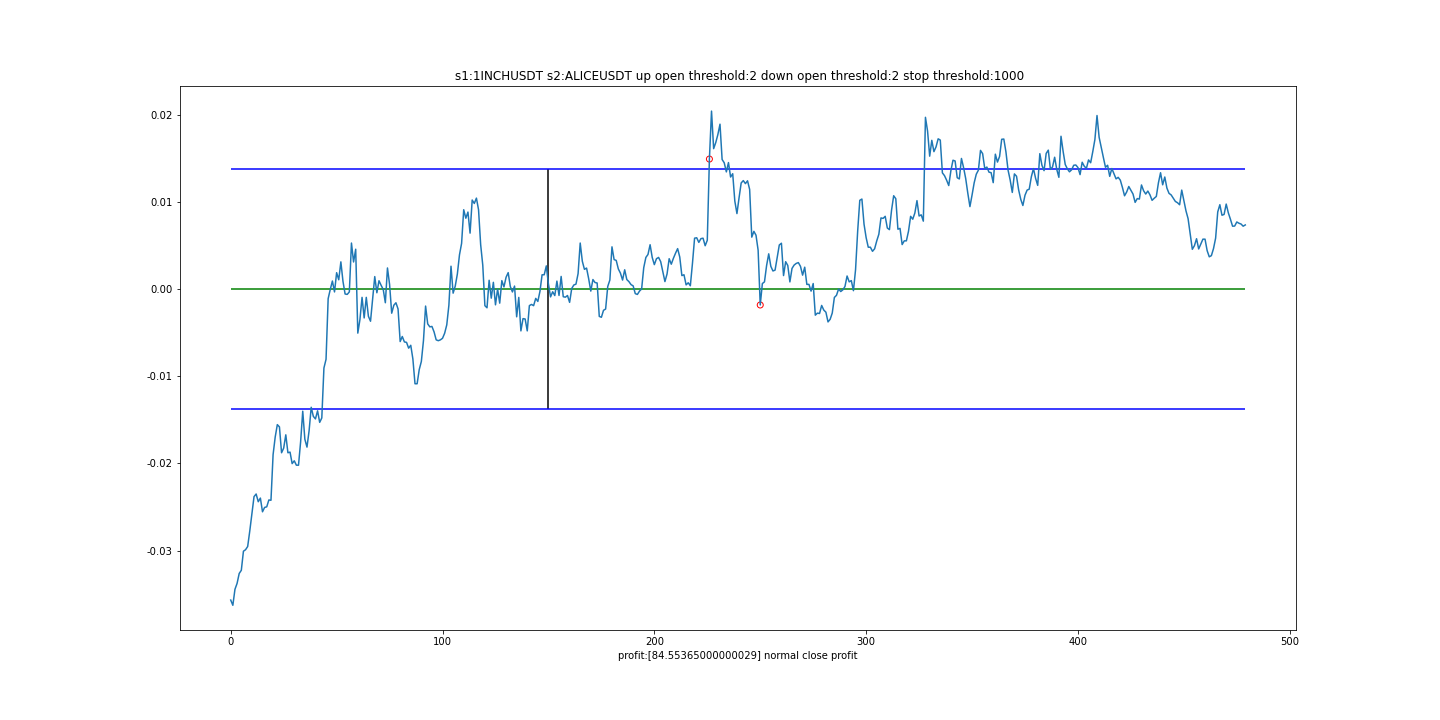 s1:1INCHUSDT s2:ALICEUSDT up open threshold:2 down open threshold:2 stop threshold:1000
0.02
0.01
0.00
-0.01
-0.02
-0.03
0 100 200 300 400 500
profit:[84.55365000000029] normal close profit